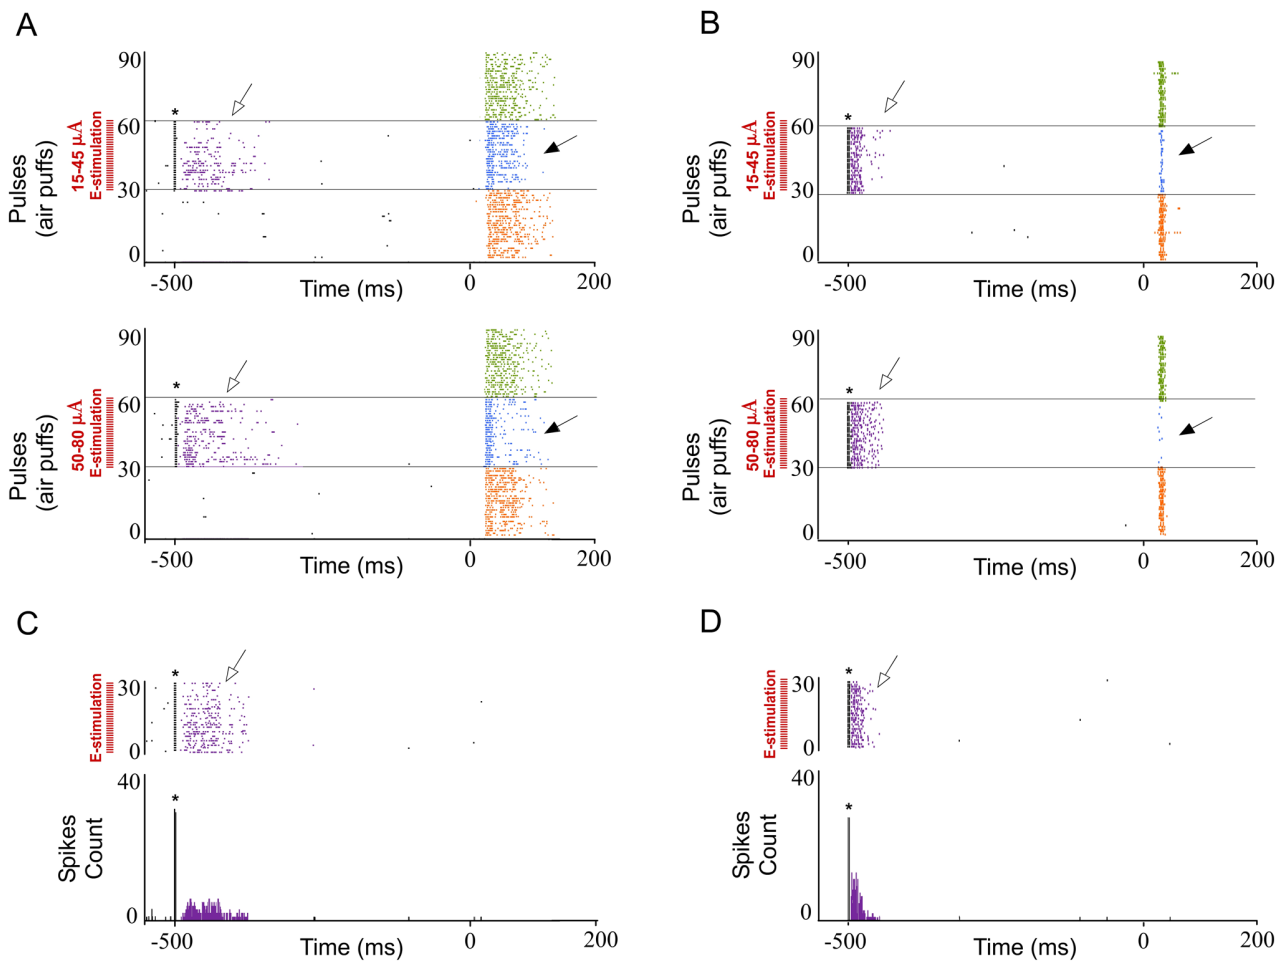 A
90
60
30
0
Pulses
(air puffs)
15-45 µA
E-stimulation
*
-500
Time (ms)
0
200
90
60
30
0
Pulses
(air puffs)
50-80 µA
E-stimulation
*
-500
Time (ms)
0
200
B
90
60
30
0
Pulses
(air puffs)
15-45 µA
E-stimulation
*
-500
Time (ms)
0
200
90
60
30
0
Pulses
(air puffs)
50-80 µA
E-stimulation
*
-500
Time (ms)
0
200
C
E-stimulation
30
0
*
40
0
Spikes
Count
*
-500
Time (ms)
0
200
D
E-stimulation
30
0
*
40
0
Spikes
Count
*
-500
Time (ms)
0
200